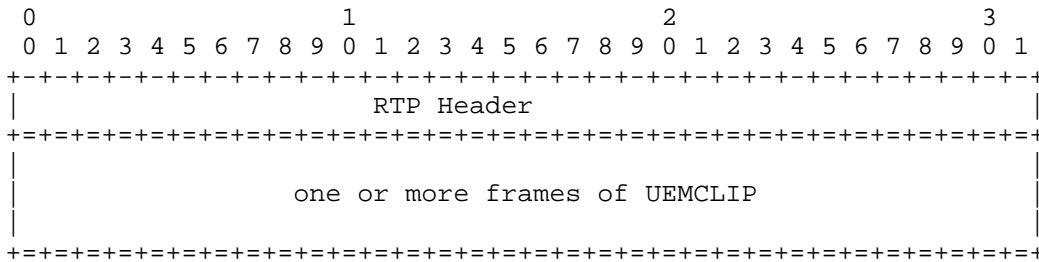 0                   1                   2                   3
 0 1 2 3 4 5 6 7 8 9 0 1 2 3 4 5 6 7 8 9 0 1 2 3 4 5 6 7 8 9 0 1
+-+-+-+-+-+-+-+-+-+-+-+-+-+-+-+-+-+-+-+-+-+-+-+-+-+-+-+-+-+-+-+-+
|                      RTP Header                               |
+=+=+=+=+=+=+=+=+=+=+=+=+=+=+=+=+=+=+=+=+=+=+=+=+=+=+=+=+=+=+=+=+
|                                                               |
|                 one or more frames of UEMCLIP                 |
|                                                               |
+=+=+=+=+=+=+=+=+=+=+=+=+=+=+=+=+=+=+=+=+=+=+=+=+=+=+=+=+=+=+=+=+